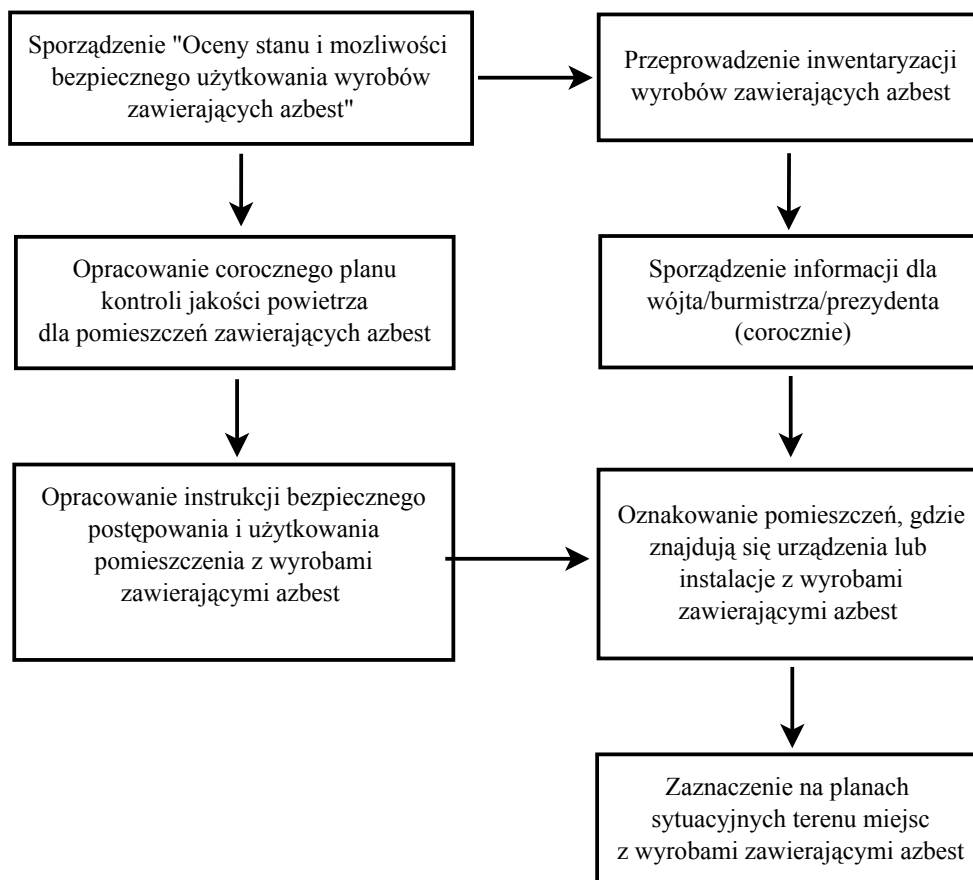 Sporządzenie "Oceny stanu i mozliwości
bezpiecznego użytkowania wyrobów
zawierających azbest"
Przeprowadzenie inwentaryzacji
wyrobów zawierających azbest
Opracowanie corocznego planu
kontroli jakości powietrza
dla pomieszczeń zawierających azbest
Sporządzenie informacji dla
wójta/burmistrza/prezydenta
(corocznie)
Opracowanie instrukcji bezpiecznego
postępowania i użytkowania
pomieszczenia z wyrobami
zawierającymi azbest
Oznakowanie pomieszczeń, gdzie
znajdują się urządzenia lub
instalacje z wyrobami
zawierającymi azbest
Zaznaczenie na planach
sytuacyjnych terenu miejsc
z wyrobami zawierającymi azbest